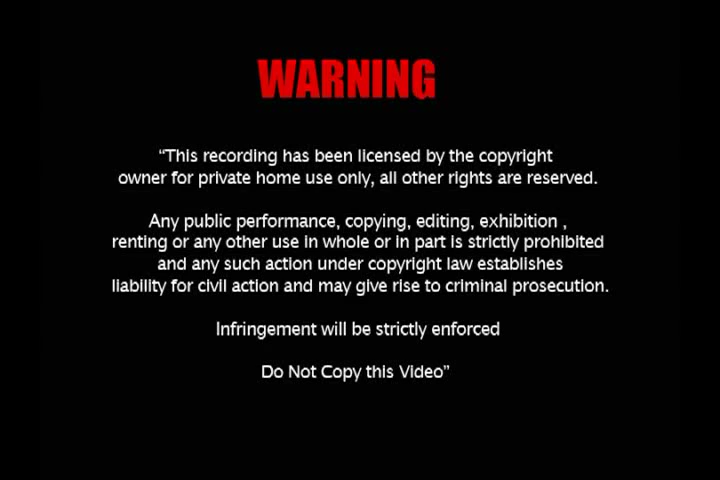 WARNING
“This recording has been licensed by the copyright
owner for private home use only, all other rights are reserved.
Any public performance, copying, editing, exhibition ,
renting or any other use in whole or in part is strictly prohibited
and any such action under copyright law establishes
liability for civil action and may give rise to criminal prosecution.
Infringement will be strictly enforced
Do Not Copy this Video”